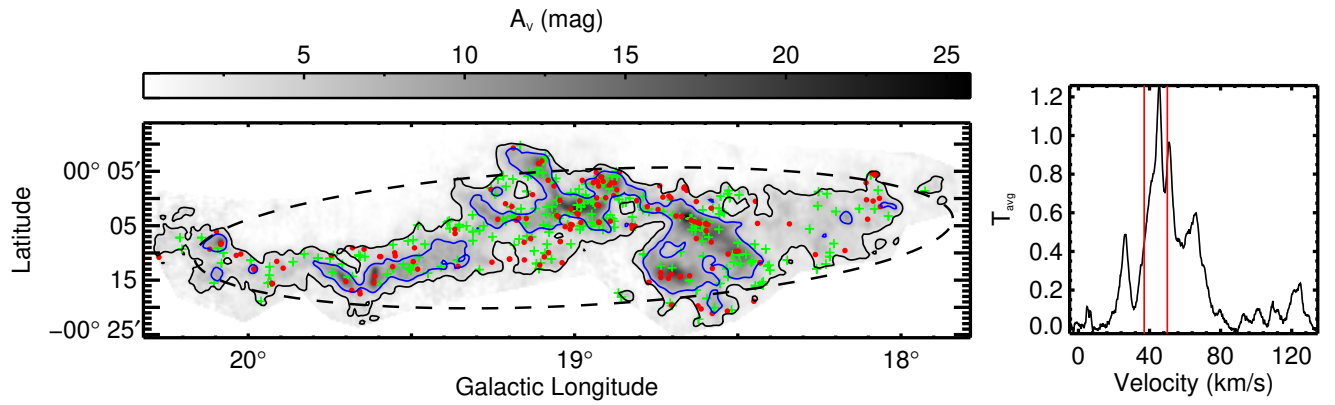 A_v (mag)
5 10 15 20 25
Latitude
00° 05′
05
15
−00° 25′
20° 19° 18°
Galactic Longitude
T_avg
1.2
1.0
0.8
0.6
0.4
0.2
0.0
0 40 80 120
Velocity (km/s)